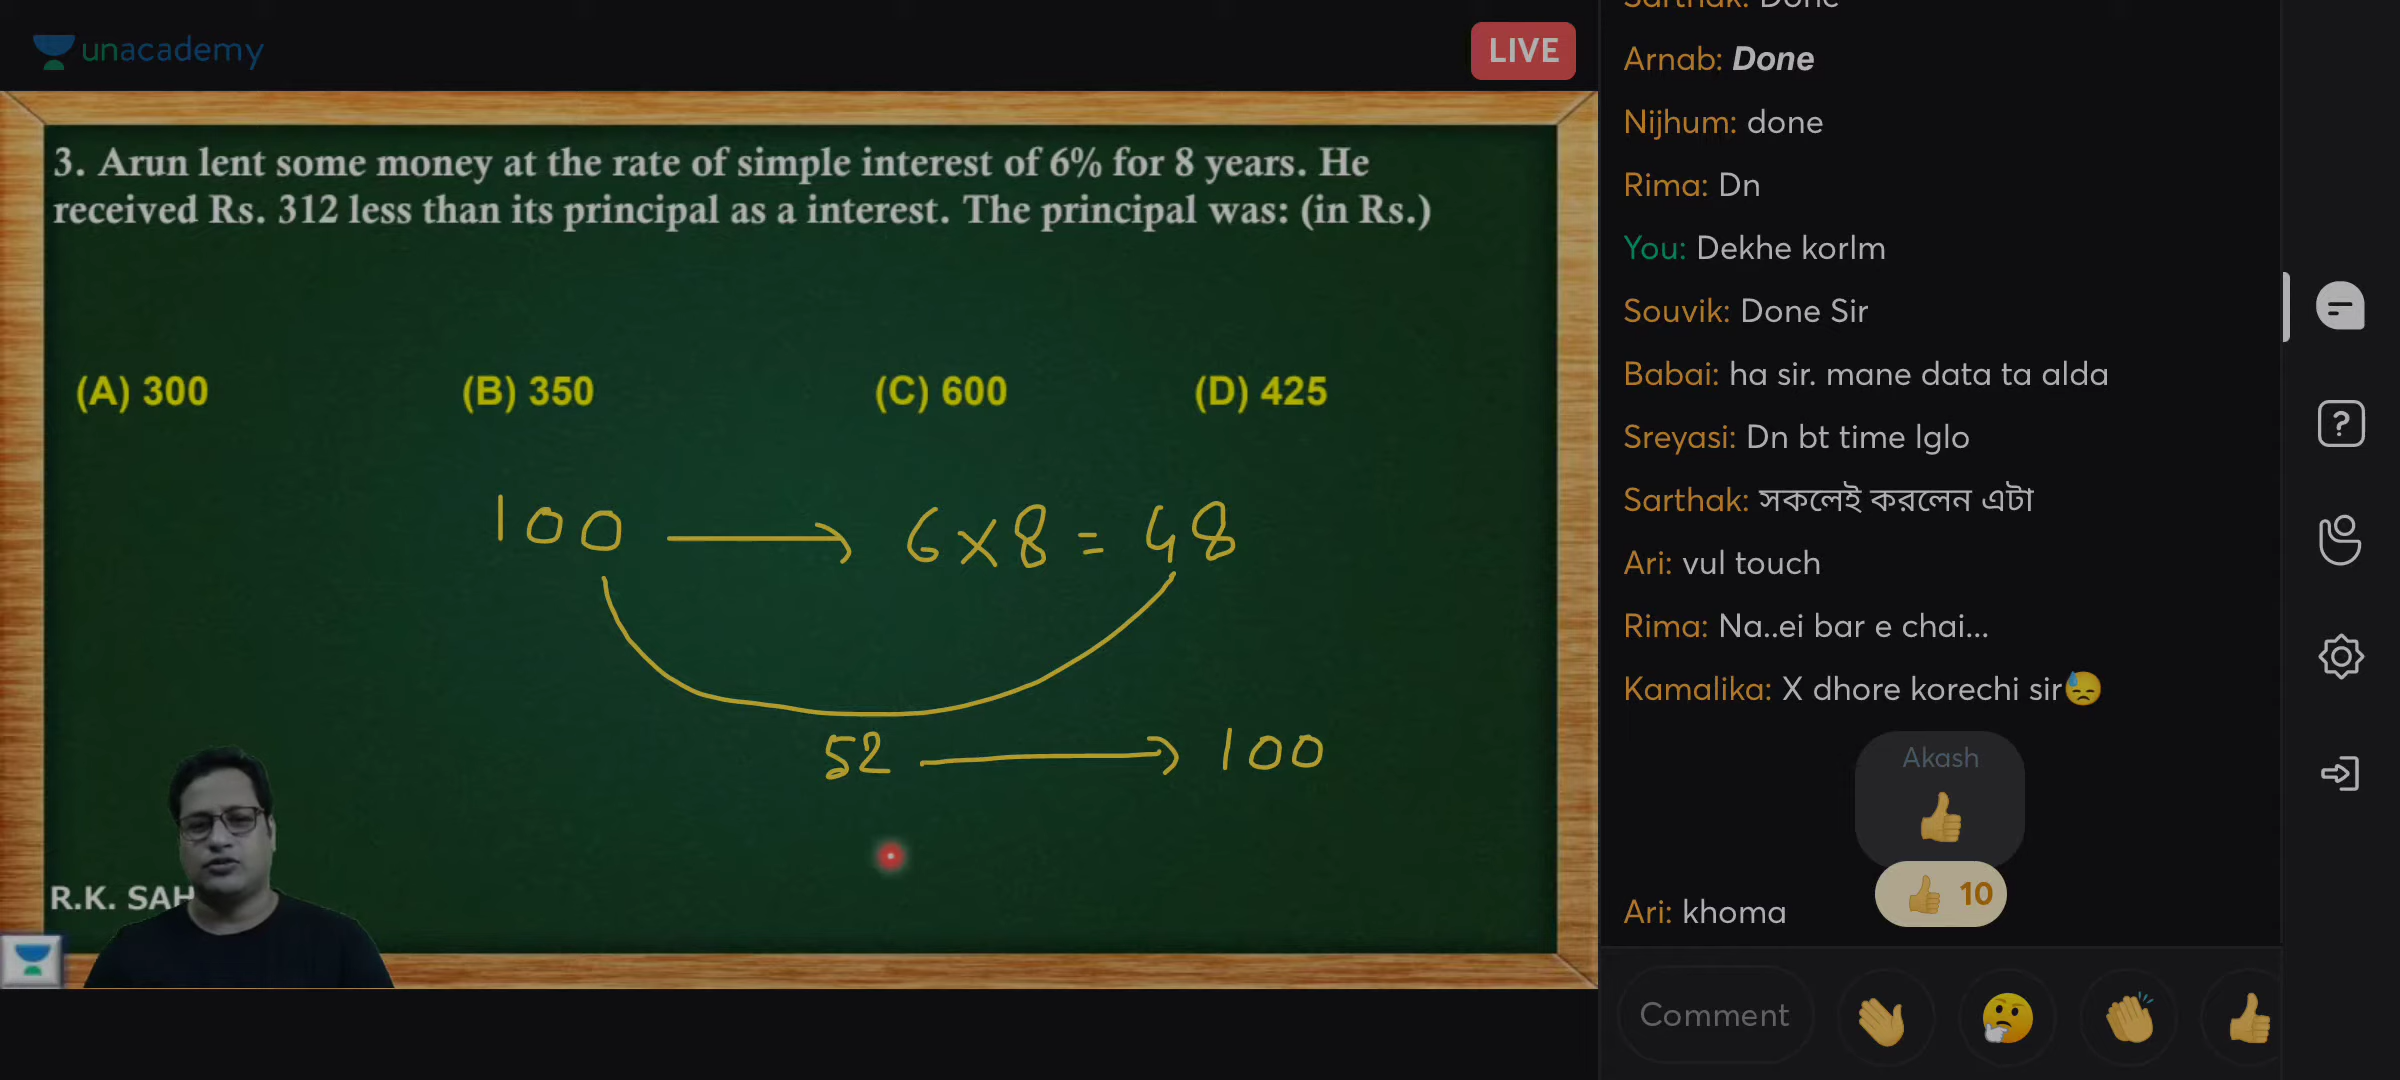 unacademy
LIVE
3. Arun lent some money at the rate of simple interest of 6% for 8 years. He
received Rs. 312 less than its principal as a interest. The principal was: (in Rs.)
(A) 300 (B) 350 (C) 600 (D) 425
100 → 6×8 = 48
52 → 100
R.K. SAH
Sarthak: Done
Arnab: Done
Nijhum: done
Rima: Dn
You: Dekhe korlm
Souvik: Done Sir
Babai: ha sir. mane data ta alda
Sreyasi: Dn bt time lglo
Sarthak: সকলেই করলেন এটা
Ari: vul touch
Rima: Na..ei bar e chai...
Kamalika: X dhore korechi sir😓
Akash
👍
👍 10
Ari: khoma
Comment